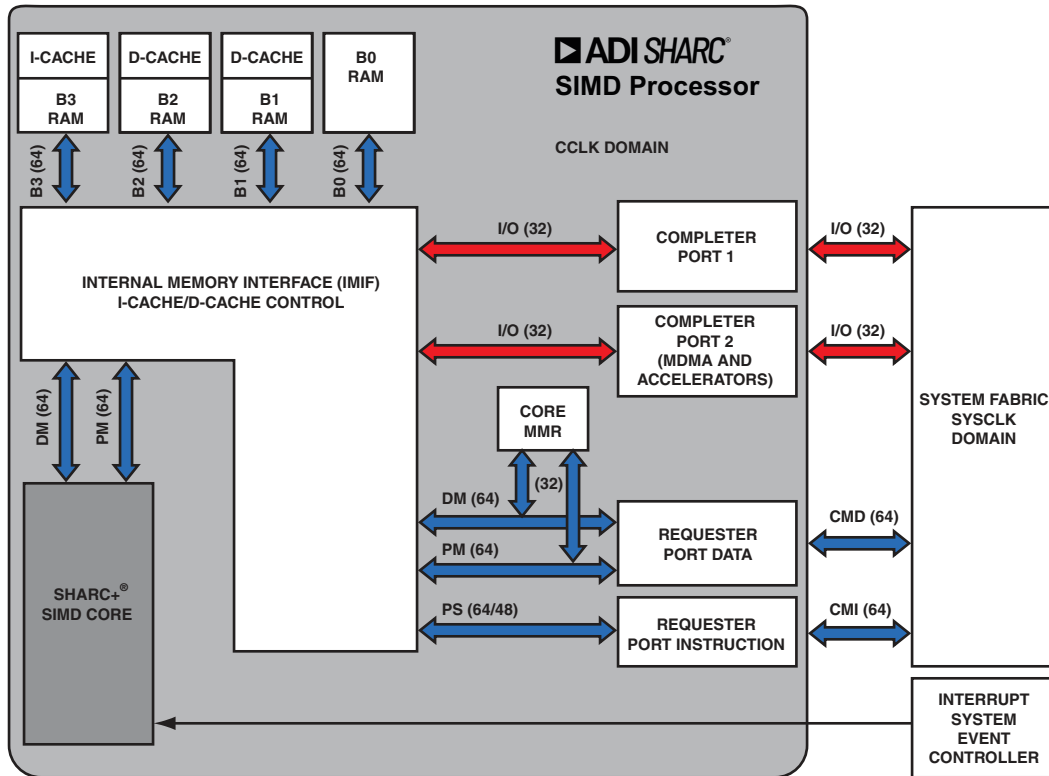 I-CACHE
D-CACHE
D-CACHE
B0
RAM
B3
RAM
B2
RAM
B1
RAM
ADI SHARC®
SIMD Processor
CCLK DOMAIN
B3 (64)
B2 (64)
B1 (64)
B0 (64)
INTERNAL MEMORY INTERFACE (IMIF)
I-CACHE/D-CACHE CONTROL
I/O (32)
COMPLETER
PORT 1
I/O (32)
I/O (32)
COMPLETER
PORT 2
(MDMA AND
ACCELERATORS)
I/O (32)
SYSTEM FABRIC
SYSCLK
DOMAIN
DM (64)
PM (64)
CORE
MMR
(32)
DM (64)
PM (64)
REQUESTER
PORT DATA
CMD (64)
SHARC+®
SIMD CORE
PS (64/48)
REQUESTER
PORT INSTRUCTION
CMI (64)
INTERRUPT
SYSTEM
EVENT
CONTROLLER